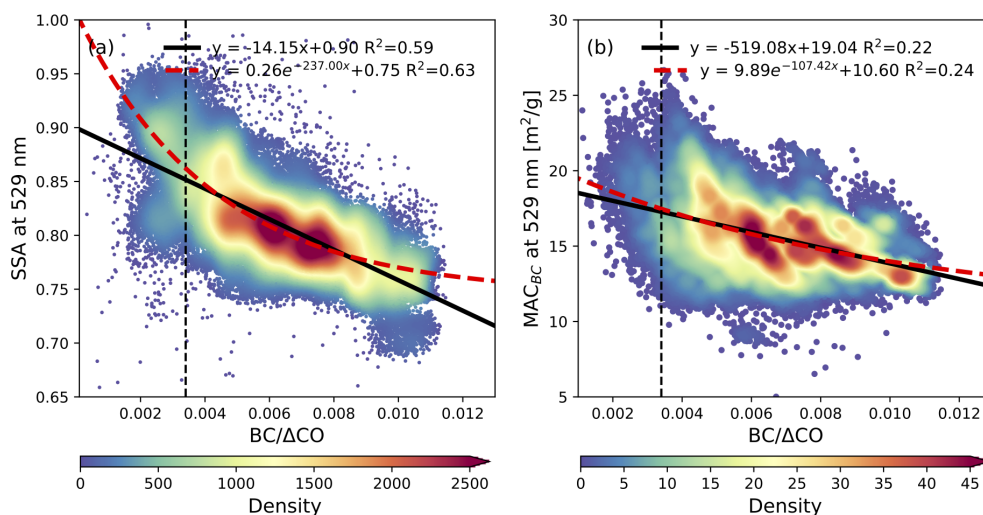 (a)
y = -14.15x+0.90 R²=0.59
y = 0.26e⁻²³⁷·⁰⁰ˣ+0.75 R²=0.63
SSA at 529 nm
1.00
0.95
0.90
0.85
0.80
0.75
0.70
0.65
0.002 0.004 0.006 0.008 0.010 0.012
BC/ΔCO
0 500 1000 1500 2000 2500
Density
(b)
y = -519.08x+19.04 R²=0.22
y = 9.89e⁻¹⁰⁷·⁴²ˣ+10.60 R²=0.24
MAC_BC at 529 nm [m²/g]
30
25
20
15
10
5
0.002 0.004 0.006 0.008 0.010 0.012
BC/ΔCO
0 5 10 15 20 25 30 35 40 45
Density